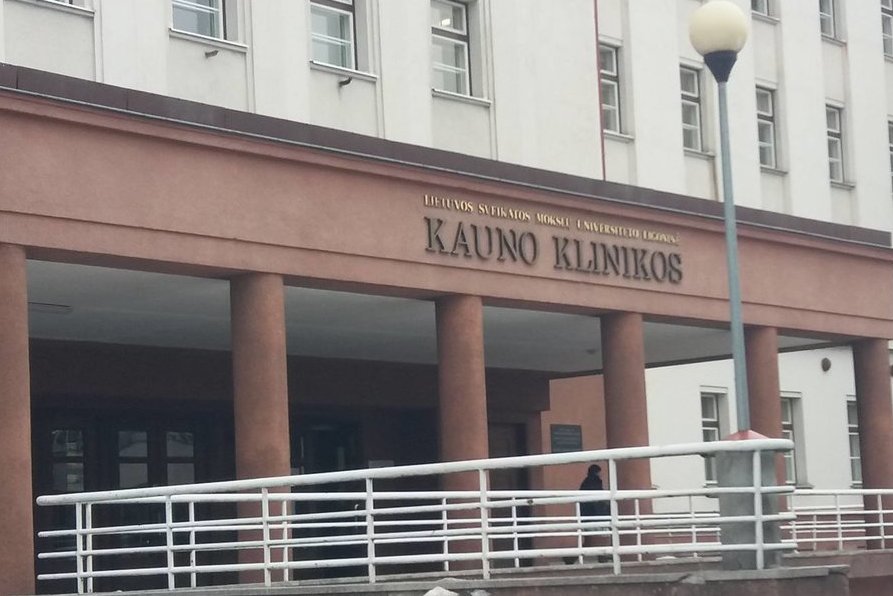 LIETUVOS SVEIKATOS MOKSLŲ UNIVERSITETO LIGONINĖ
KAUNO KLINIKOS